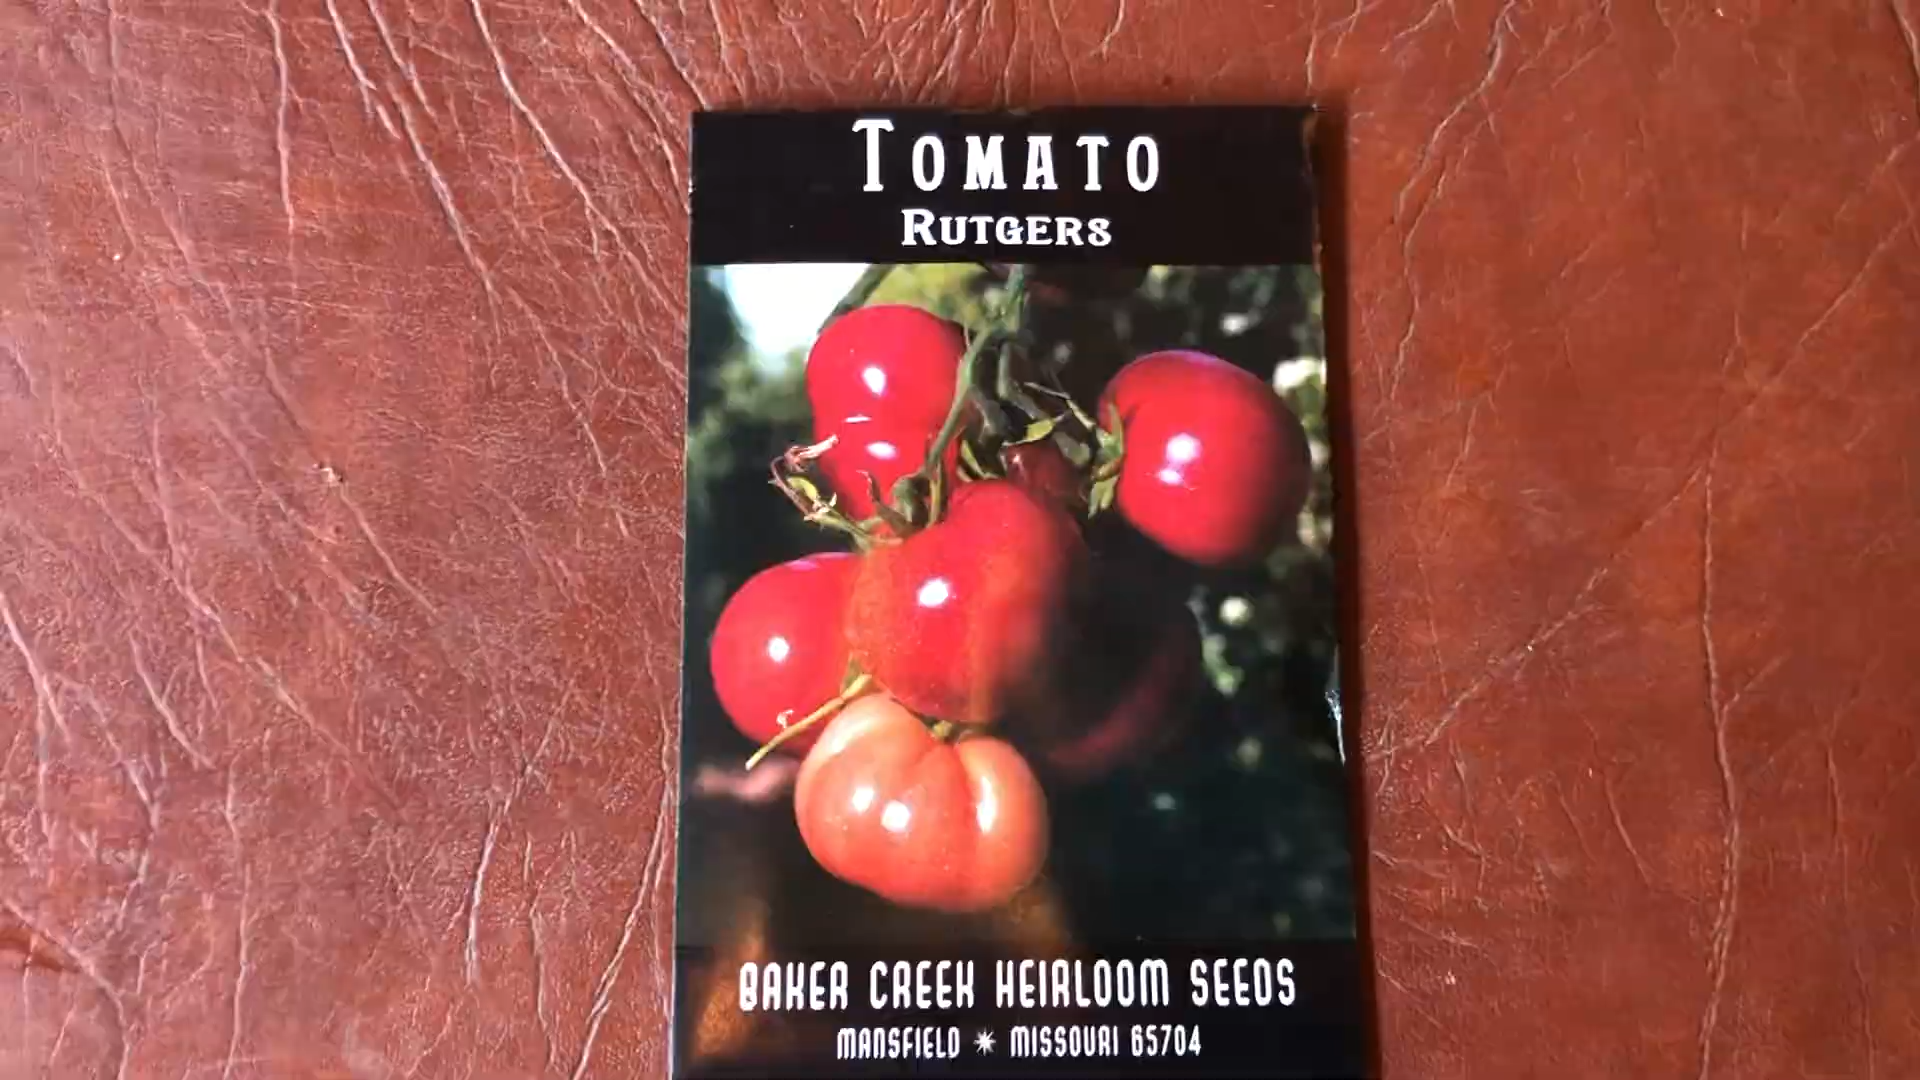 TOMATO
RUTGERS
BAKER CREEK HEIRLOOM SEEDS
MANSFIELD ✷ MISSOURI 65704